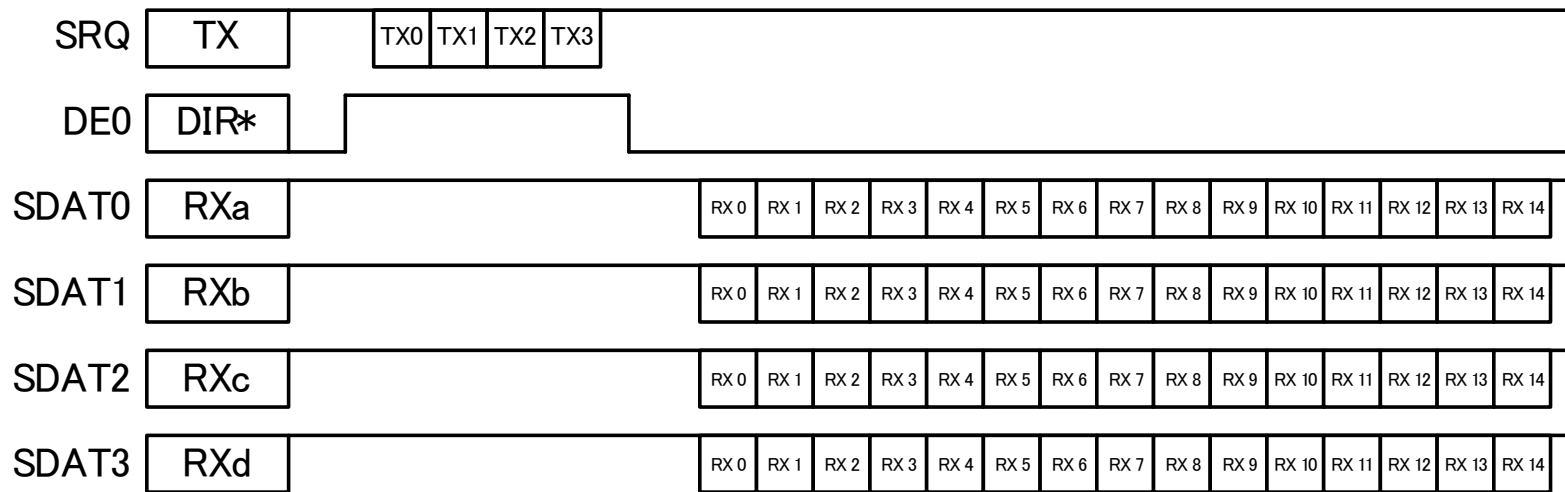 SRQ TX TX0 TX1 TX2 TX3
DE0 DIR*
SDAT0 RXa RX 0 RX 1 RX 2 RX 3 RX 4 RX 5 RX 6 RX 7 RX 8 RX 9 RX 10 RX 11 RX 12 RX 13 RX 14
SDAT1 RXb RX 0 RX 1 RX 2 RX 3 RX 4 RX 5 RX 6 RX 7 RX 8 RX 9 RX 10 RX 11 RX 12 RX 13 RX 14
SDAT2 RXc RX 0 RX 1 RX 2 RX 3 RX 4 RX 5 RX 6 RX 7 RX 8 RX 9 RX 10 RX 11 RX 12 RX 13 RX 14
SDAT3 RXd RX 0 RX 1 RX 2 RX 3 RX 4 RX 5 RX 6 RX 7 RX 8 RX 9 RX 10 RX 11 RX 12 RX 13 RX 14